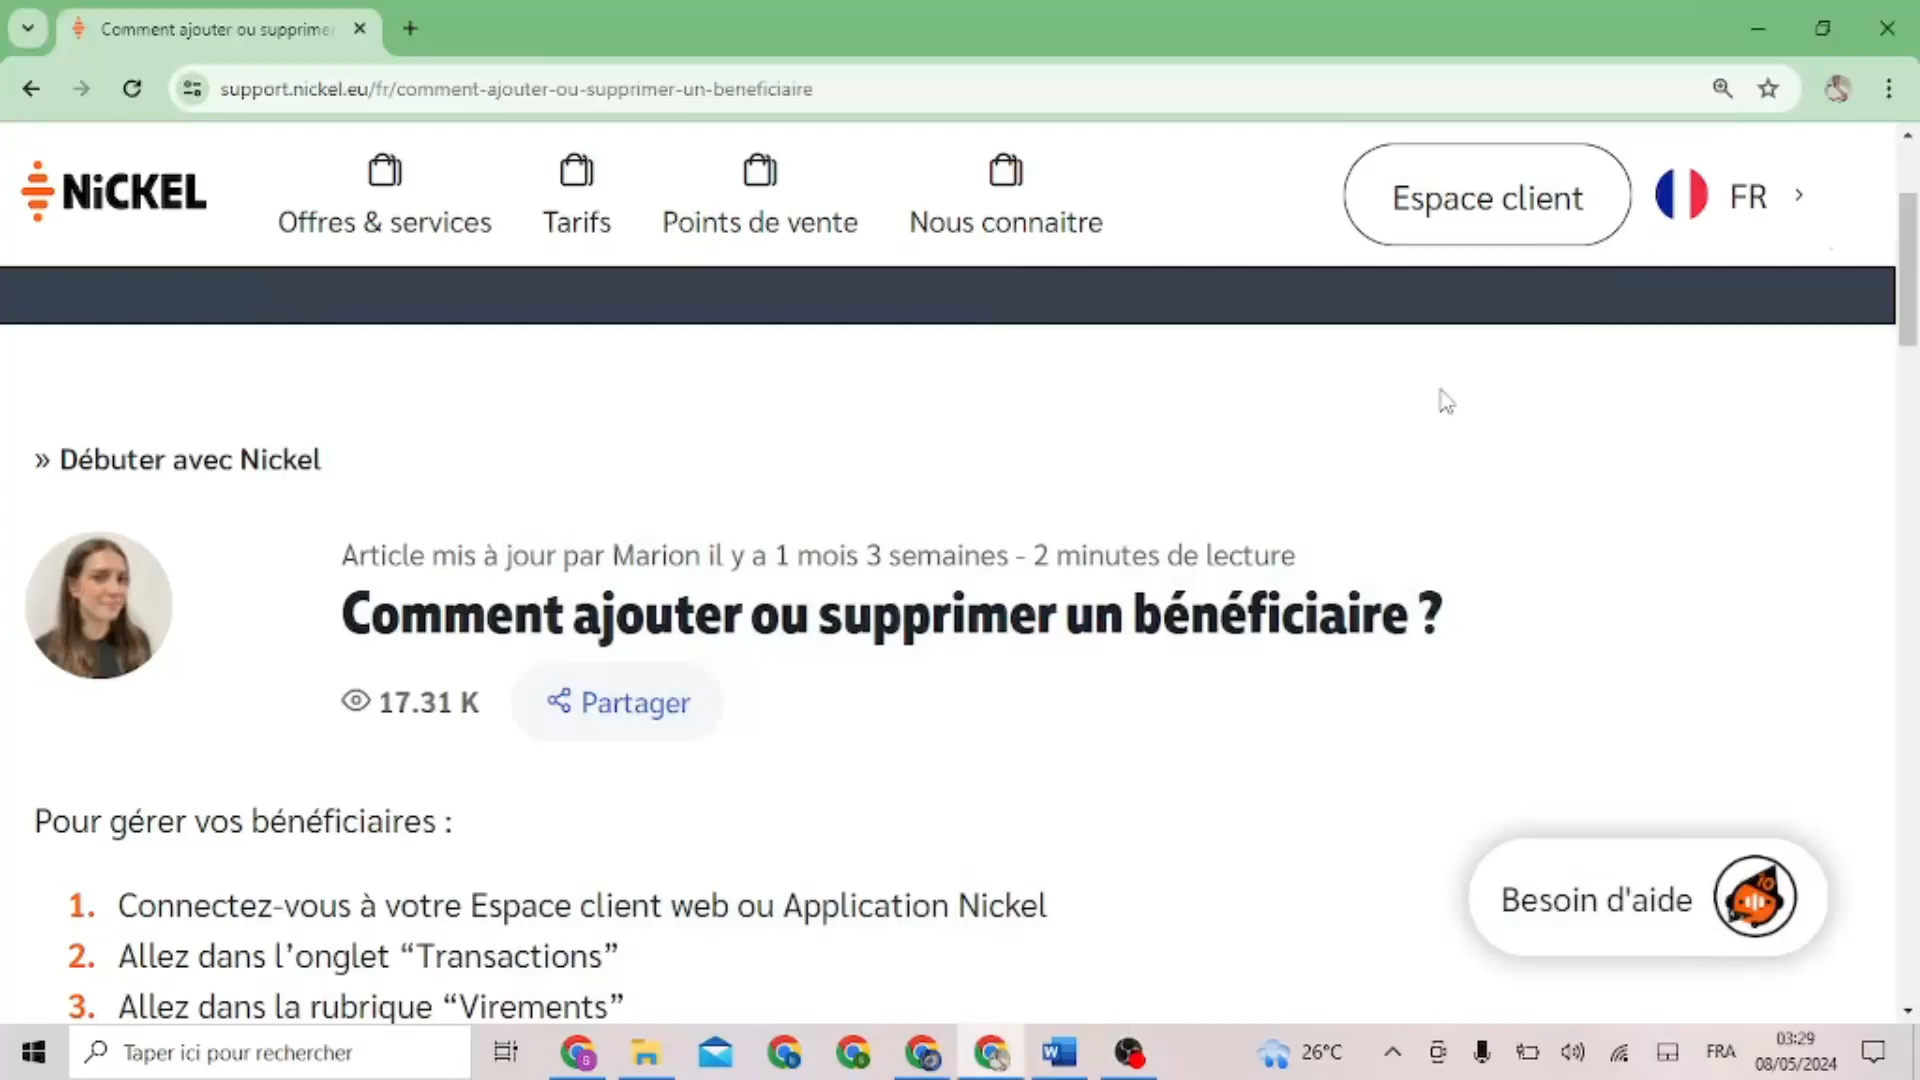 Comment ajouter ou supprimer
support.nickel.eu/fr/comment-ajouter-ou-supprimer-un-beneficiaire
NiCKEL
Offres & services
Tarifs
Points de vente
Nous connaitre
Espace client
FR
» Débuter avec Nickel
Article mis à jour par Marion il y a 1 mois 3 semaines - 2 minutes de lecture
Comment ajouter ou supprimer un bénéficiaire ?
17.31 K
Partager
Pour gérer vos bénéficiaires :
1. Connectez-vous à votre Espace client web ou Application Nickel
2. Allez dans l’onglet “Transactions”
3. Allez dans la rubrique “Virements”
Besoin d'aide
10
Taper ici pour rechercher
26°C
FRA
03:29
08/05/2024